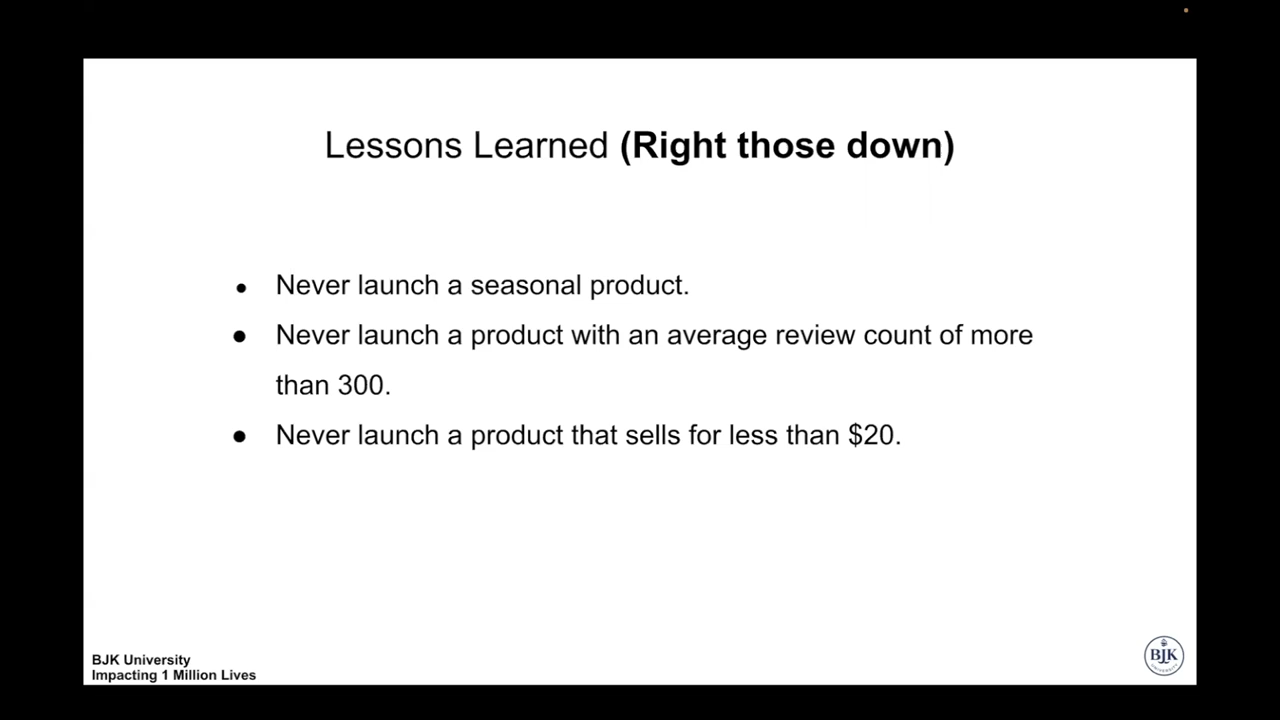 Lessons Learned (Right those down)
● Never launch a seasonal product.
● Never launch a product with an average review count of more
than 300.
● Never launch a product that sells for less than $20.
BJK University
Impacting 1 Million Lives
BJK
UNIVERSITY